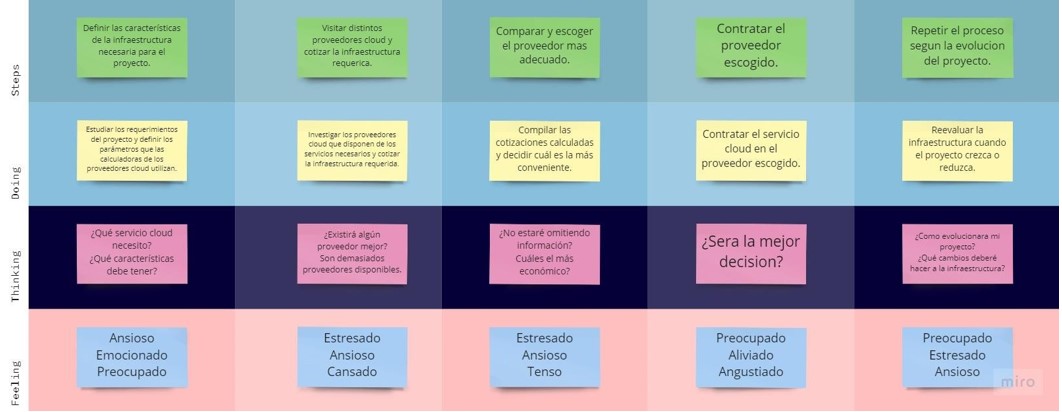 Steps
Definir las características
de la infraestructura
necesaria para el
proyecto.
Visitar distintos
proveedores cloud y
cotizar la infraestructura
requerica.
Comparar y escoger
el proveedor mas
adecuado.
Contratar el
proveedor
escogido.
Repetir el proceso
segun la evolucion
del proyecto.
Doing
Estudiar los requerimientos
del proyecto y definir los
parámetros que las
calculadoras de los
proveedores cloud utilizan.
Investigar los proveedores
cloud que disponen de los
servicios necesarios y cotizar
la infraestructura requerida.
Compilar las
cotizaciones calculadas
y decidir cuál es la más
conveniente.
Contratar el servicio
cloud en el
proveedor escogido.
Reevaluar la
infraestructura cuando
el proyecto crezca o
reduzca.
Thinking
¿Qué servicio cloud
necesito?
¿Qué características
debe tener?
¿Existirá algún
proveedor mejor?
Son demasiados
proveedores disponibles.
¿No estaré omitiendo
información?
Cuáles el más
económico?
¿Sera la mejor
decision?
¿Como evolucionara mi
proyecto?
¿Qué cambios deberé
hacer a la infraestructura?
Feeling
Ansioso
Emocionado
Preocupado
Estresado
Ansioso
Cansado
Estresado
Ansioso
Tenso
Preocupado
Aliviado
Angustiado
Preocupado
Estresado
Ansioso
miro